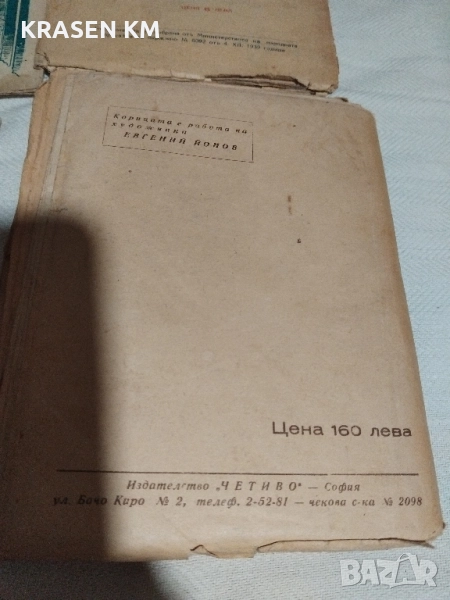 KRASEN KM
Корицата е работа на
художника
ЕВГЕНИЙ ЙОНОВ
Цена 160 лева
Издателство „ЧЕТИВО“ — София
ул. Бачо Киро № 2, телеф. 2-52-81 — чекова с-ка № 2098
bazar